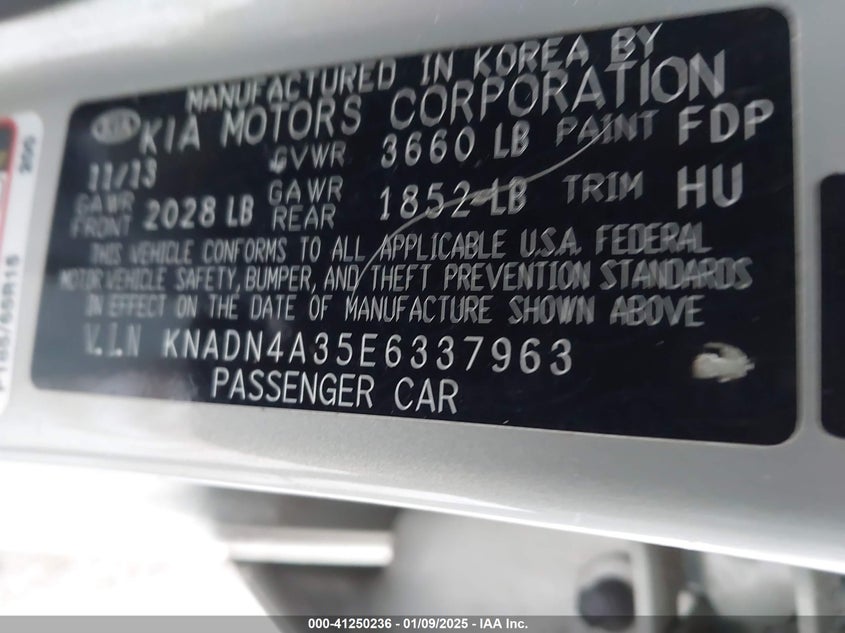 MANUFACTURED IN KOREA BY
KIA KIA MOTORS CORPORATION
11/13 GVWR 3660 LB PAINT FDP
GAWR FRONT 2028 LB GAWR REAR 1852 LB TRIM HU
THIS VEHICLE CONFORMS TO ALL APPLICABLE U.S.A. FEDERAL
MOTOR VEHICLE SAFETY, BUMPER, AND THEFT PREVENTION STANDARDS
IN EFFECT ON THE DATE OF MANUFACTURE SHOWN ABOVE
V.I.N KNADN4A35E6337963
PASSENGER CAR
P185/65R15
000-41250236 - 01/09/2025 - IAA Inc.